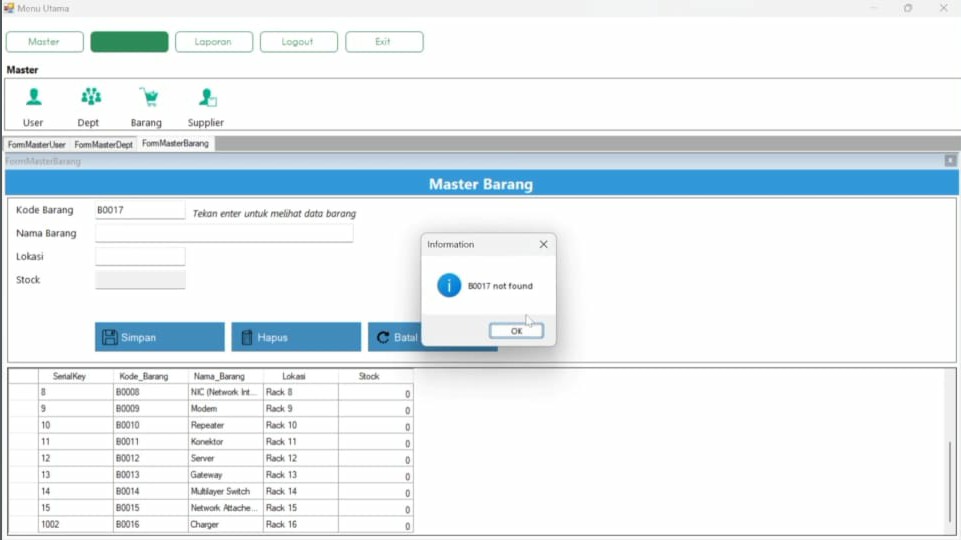 Menu Utama
Master
Laporan
Logout
Exit
Master
User
Dept
Barang
Supplier
FormMasterUser
FormMasterDept
FormMasterBarang
FormMasterBarang
Master Barang
Kode Barang B0017 Tekan enter untuk melihat data barang
Nama Barang
Lokasi
Stock
Information
B0017 not found
OK
Simpan
Hapus
Batal
SerialKey Kode_Barang Nama_Barang Lokasi Stock
8 B0008 NIC (Network Int... Rack 8 0
9 B0009 Modem Rack 9 0
10 B0010 Repeater Rack 10 0
11 B0011 Konektor Rack 11 0
12 B0012 Server Rack 12 0
13 B0013 Gateway Rack 13 0
14 B0014 Multilayer Switch Rack 14 0
15 B0015 Network Attache... Rack 15 0
1002 B0016 Charger Rack 16 0